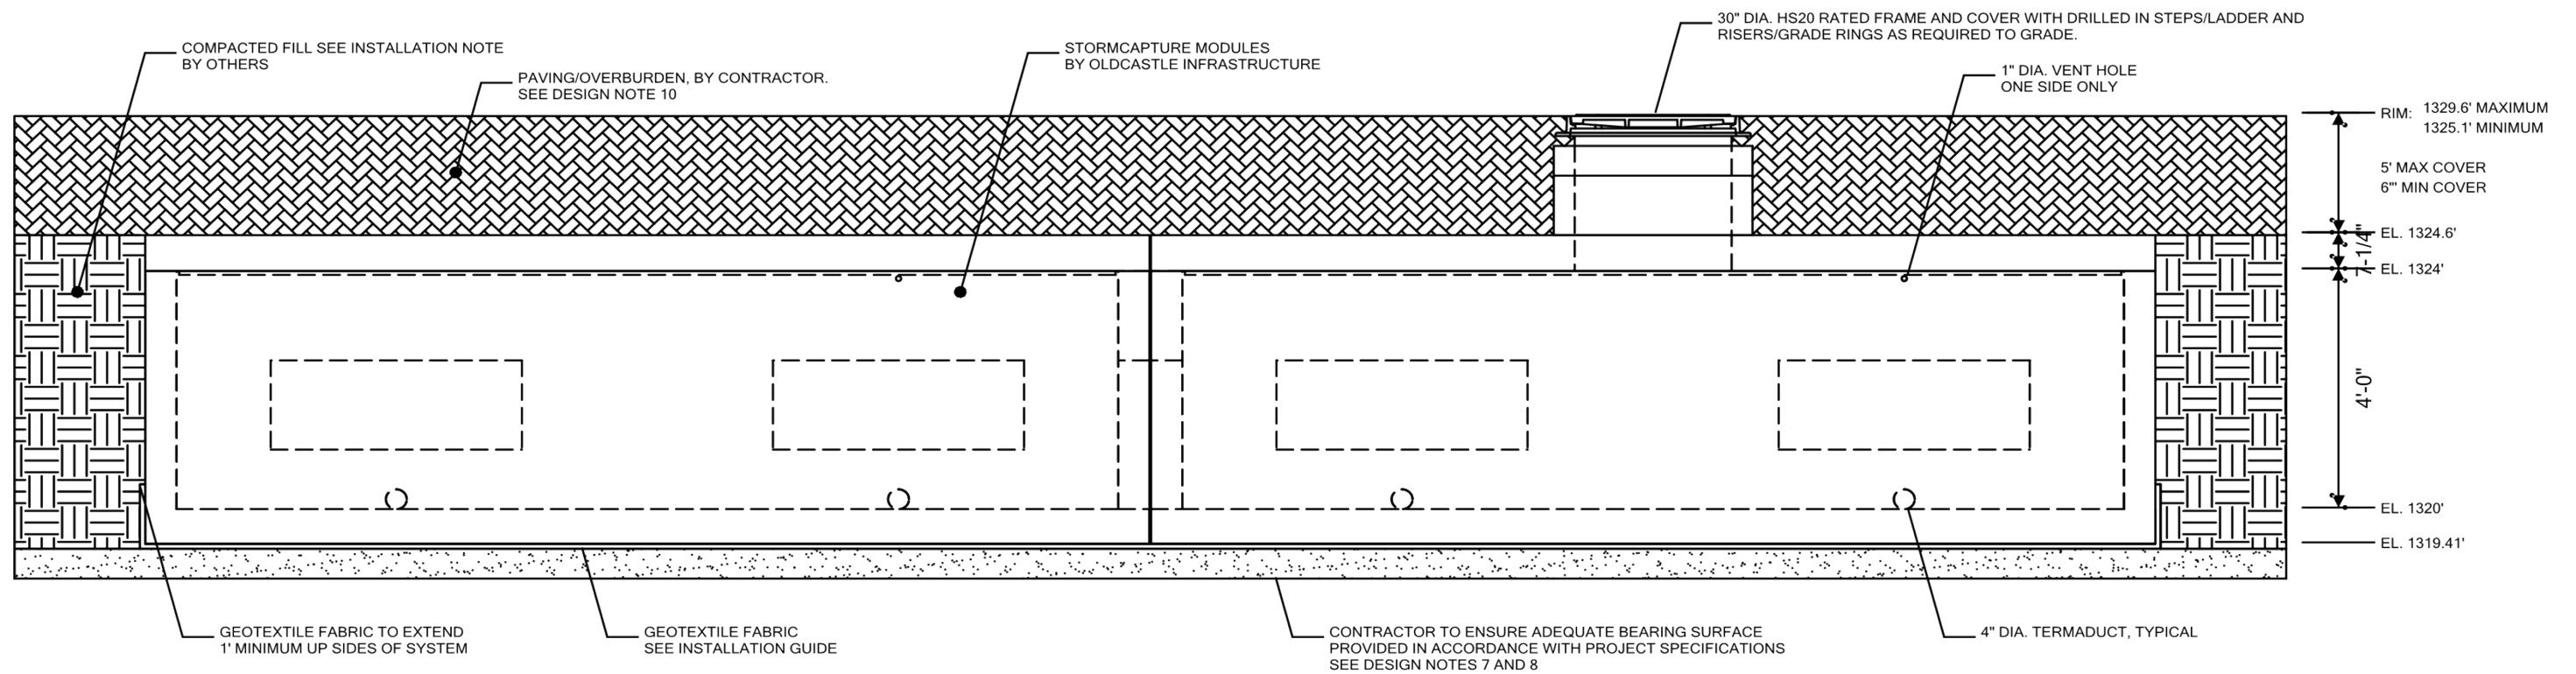 30" DIA. HS20 RATED FRAME AND COVER WITH DRILLED IN STEPS/LADDER AND
RISERS/GRADE RINGS AS REQUIRED TO GRADE.
COMPACTED FILL SEE INSTALLATION NOTE
BY OTHERS
STORMCAPTURE MODULES
BY OLDCASTLE INFRASTRUCTURE
PAVING/OVERBURDEN, BY CONTRACTOR.
SEE DESIGN NOTE 10
1" DIA. VENT HOLE
ONE SIDE ONLY
RIM: 1329.6' MAXIMUM
1325.1' MINIMUM
5' MAX COVER
6"' MIN COVER
EL. 1324.6'
7-1/4"
EL. 1324'
4'-0"
EL. 1320'
EL. 1319.41'
GEOTEXTILE FABRIC TO EXTEND
1' MINIMUM UP SIDES OF SYSTEM
GEOTEXTILE FABRIC
SEE INSTALLATION GUIDE
CONTRACTOR TO ENSURE ADEQUATE BEARING SURFACE
PROVIDED IN ACCORDANCE WITH PROJECT SPECIFICATIONS
SEE DESIGN NOTES 7 AND 8
4" DIA. TERMADUCT, TYPICAL